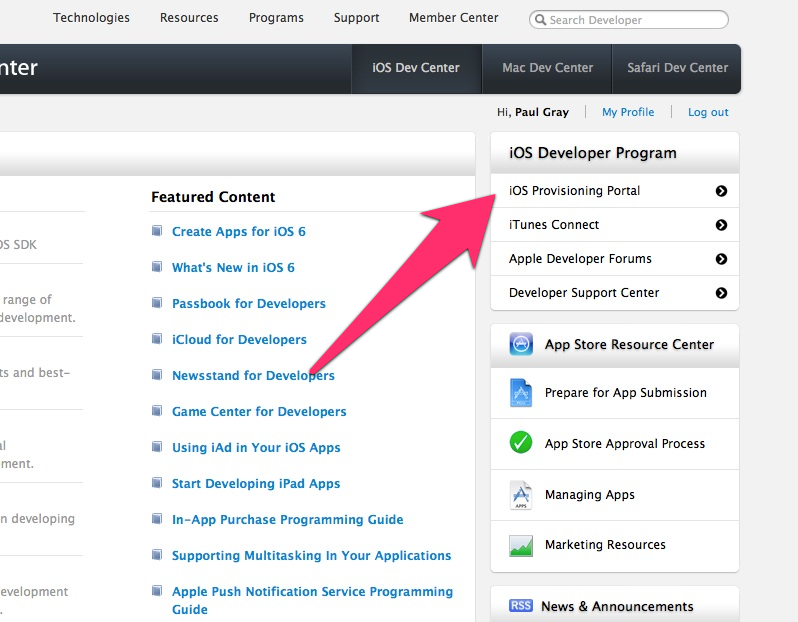 Technologies
Resources
Programs
Support
Member Center
Search Developer
nter
iOS Dev Center
Mac Dev Center
Safari Dev Center
Hi, Paul Gray
My Profile
Log out
OS SDK
range of
development.
ts and best-
al
ment.
n developing
evelopment
Featured Content
Create Apps for iOS 6
What's New in iOS 6
Passbook for Developers
iCloud for Developers
Newsstand for Developers
Game Center for Developers
Using iAd in Your iOS Apps
Start Developing iPad Apps
In-App Purchase Programming Guide
Supporting Multitasking In Your Applications
Apple Push Notification Service Programming
Guide
iOS Developer Program
iOS Provisioning Portal
iTunes Connect
Apple Developer Forums
Developer Support Center
App Store Resource Center
Prepare for App Submission
App Store Approval Process
APPS
Managing Apps
Marketing Resources
RSS
News & Announcements